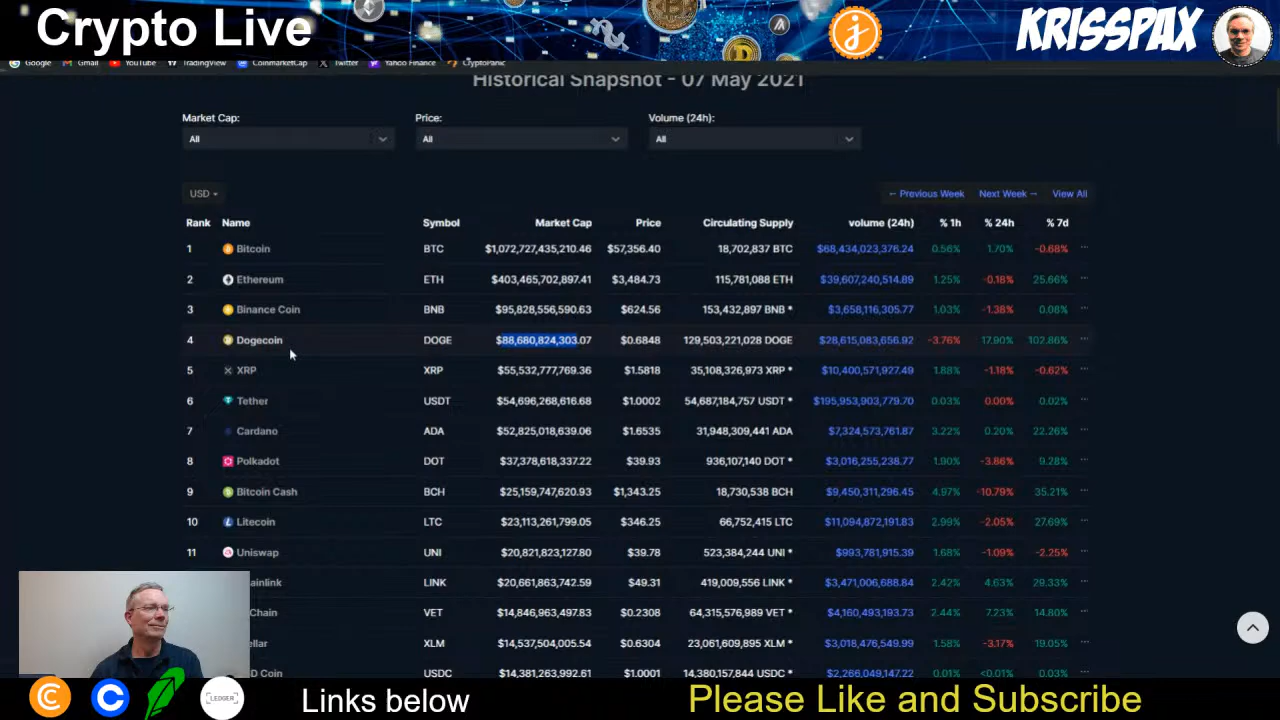 Crypto Live
KRISSPAX
Google Gmail YouTube TradingView CoinMarketCap Twitter Yahoo Finance CryptoPanic
Historical Snapshot - 07 May 2021
Market Cap: Price: Volume (24h):
All All All
USD ← Previous Week Next Week → View All
Rank Name Symbol Market Cap Price Circulating Supply volume (24h) % 1h % 24h % 7d
1 Bitcoin BTC $1,072,727,435,210.46 $57,356.40 18,702,837 BTC $68,434,023,376.24 0.56% 1.70% -0.68% ...
2 Ethereum ETH $403,465,702,897.41 $3,484.73 115,781,088 ETH $39,607,240,514.89 1.25% -0.18% 25.66% ...
3 Binance Coin BNB $95,828,556,590.63 $624.56 153,432,897 BNB * $3,658,116,305.77 1.03% -1.38% 0.08% ...
4 Dogecoin DOGE $88,680,824,303.07 $0.6848 129,503,221,028 DOGE $28,615,083,656.92 -3.76% 17.90% 102.86% ...
5 XRP XRP $55,532,777,769.36 $1.5818 35,108,326,973 XRP * $10,400,571,927.49 1.88% -1.18% -0.62% ...
6 Tether USDT $54,696,268,616.68 $1.0002 54,687,184,757 USDT * $195,953,903,779.70 0.03% 0.00% 0.02% ...
7 Cardano ADA $52,825,018,639.06 $1.6535 31,948,309,441 ADA $7,324,573,761.87 3.22% 0.20% 22.26% ...
8 Polkadot DOT $37,378,618,337.22 $39.93 936,107,140 DOT * $3,016,255,238.77 1.90% -3.86% 9.28% ...
9 Bitcoin Cash BCH $25,159,747,620.93 $1,343.25 18,730,538 BCH $9,450,311,296.45 4.97% -10.79% 35.21% ...
10 Litecoin LTC $23,113,261,799.05 $346.25 66,752,415 LTC $11,094,872,191.83 2.99% -2.05% 27.69% ...
11 Uniswap UNI $20,821,823,127.80 $39.78 523,384,244 UNI * $993,781,915.39 1.68% -1.09% -2.25% ...
ainlink LINK $20,661,863,742.59 $49.31 419,009,556 LINK * $3,471,006,688.84 2.42% 4.63% 29.33% ...
Chain VET $14,846,963,497.83 $0.2308 64,315,576,989 VET * $4,160,493,193.73 2.44% 7.23% 14.80% ...
ellar XLM $14,537,504,005.54 $0.6304 23,061,609,895 XLM * $3,018,476,549.99 1.58% -3.17% 19.05% ...
D Coin USDC $14,381,263,992.61 $1.0001 14,380,157,844 USDC * $2,266,049,147.22 0.01% <0.01% 0.03% ...
LEDGER
Links below
Please Like and Subscribe